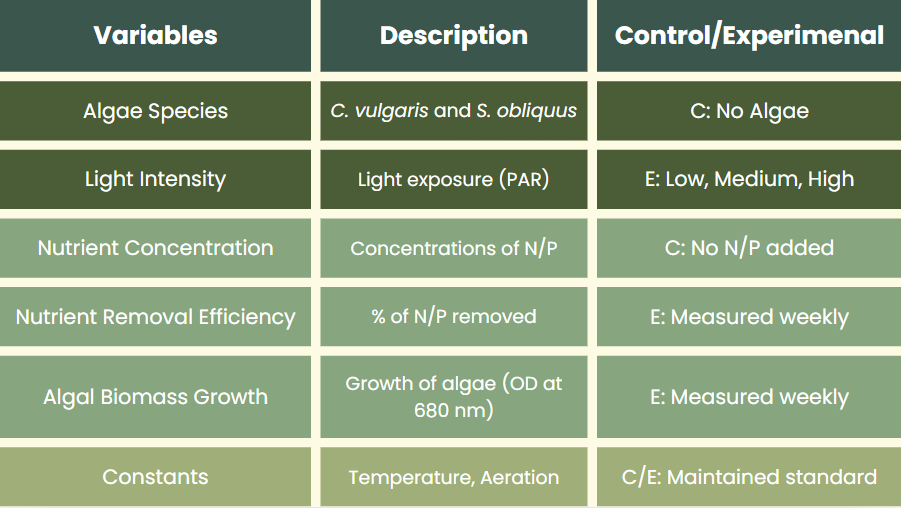 Variables Description Control/Experimenal
Algae Species C. vulgaris and S. obliquus C: No Algae
Light Intensity Light exposure (PAR) E: Low, Medium, High
Nutrient Concentration Concentrations of N/P C: No N/P added
Nutrient Removal Efficiency % of N/P removed E: Measured weekly
Algal Biomass Growth Growth of algae (OD at
680 nm) E: Measured weekly
Constants Temperature, Aeration C/E: Maintained standard